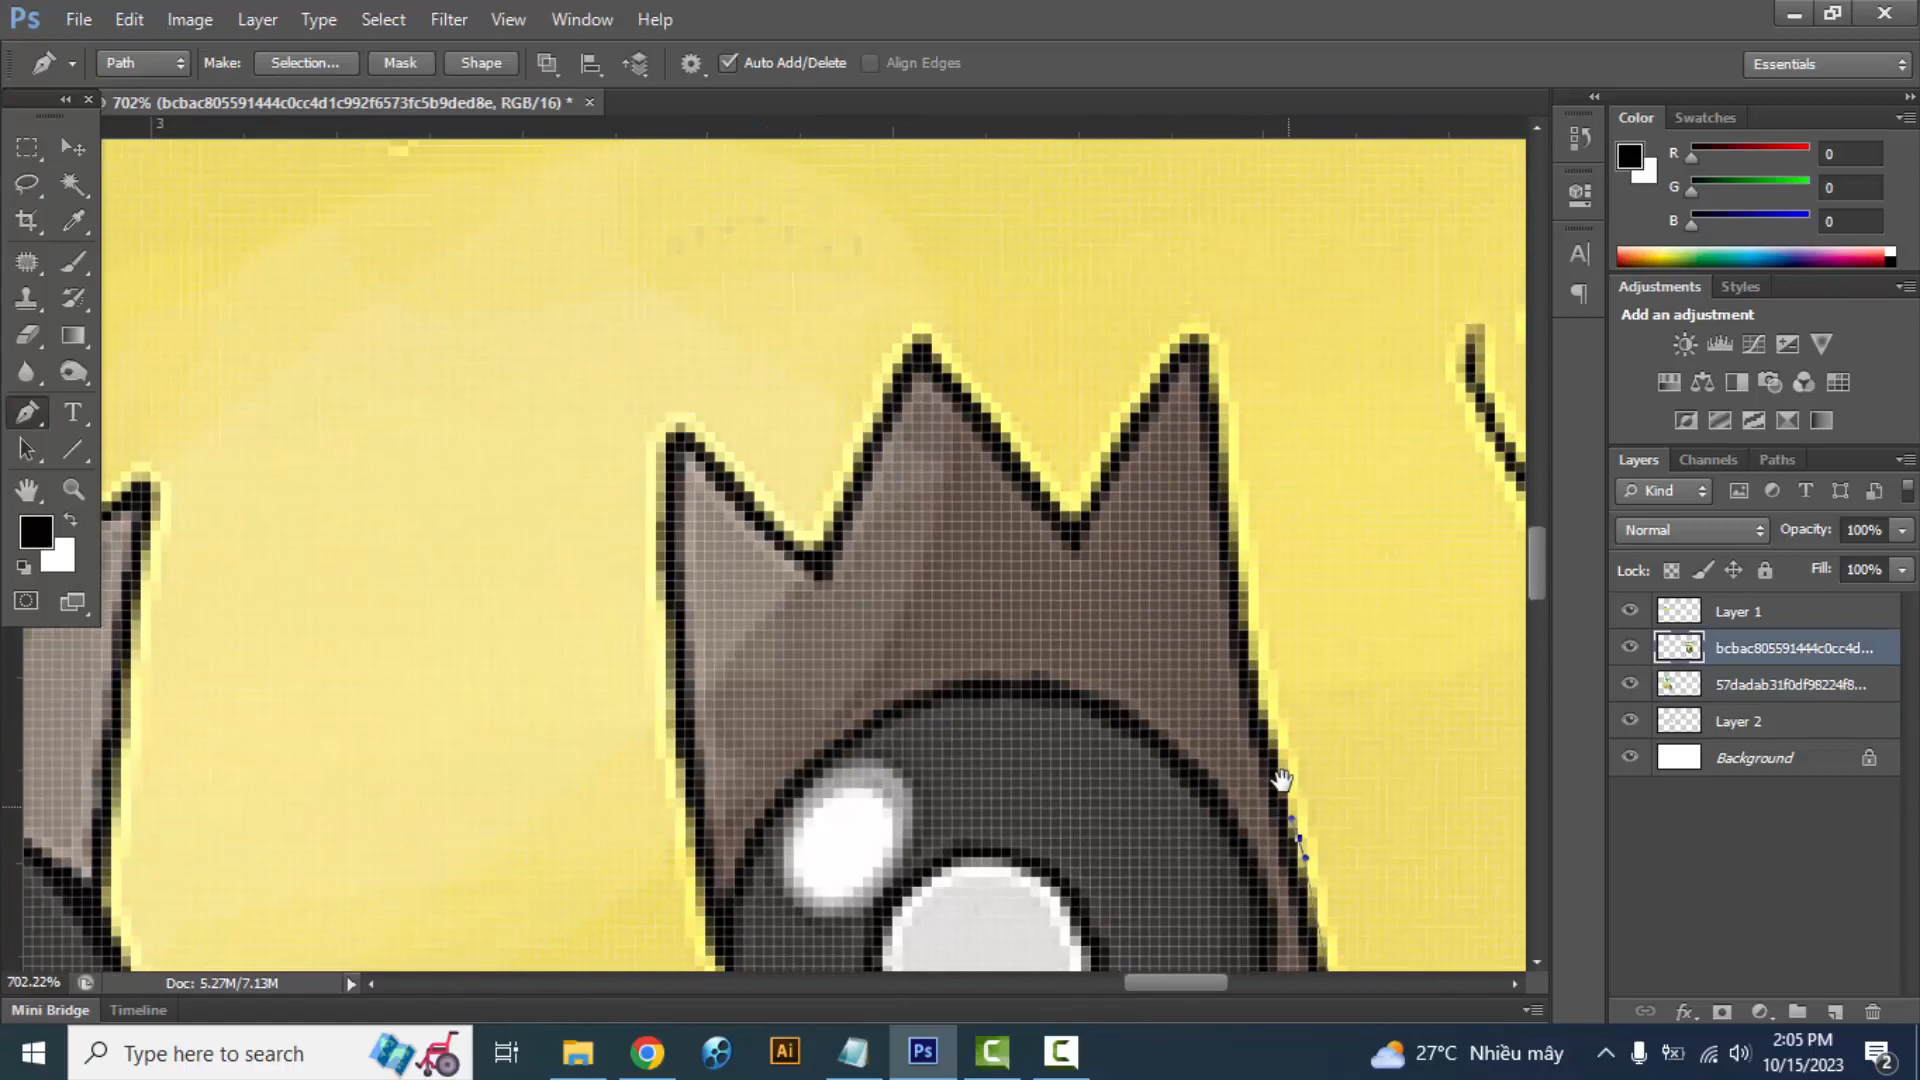 Ps File Edit Image Layer Type Select Filter View Window Help
Path Make: Selection... Mask Shape Auto Add/Delete Align Edges Essentials
702% (bcbac805591444c0cc4d1c992f6573fc5b9ded8e, RGB/16) * ×
3
Color Swatches
R 0
G 0
B 0
Adjustments Styles
Add an adjustment
Layers Channels Paths
Kind
Normal Opacity: 100%
Lock: Fill: 100%
Layer 1
bcbac805591444c0cc4d...
57dadab31f0df98224f8...
Layer 2
Background
702.22% Doc: 5.27M/7.13M
Mini Bridge Timeline
Type here to search
Ai
Ps
27°C Nhiều mây
2:05 PM
10/15/2023
2